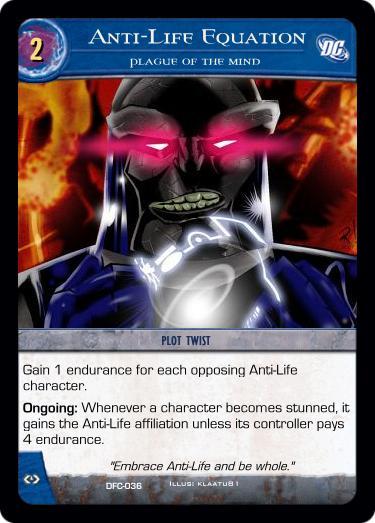 2
ANTI-LIFE EQUATION
PLAGUE OF THE MIND
DC
PLOT TWIST
Gain 1 endurance for each opposing Anti-Life
character.
Ongoing: Whenever a character becomes stunned, it
gains the Anti-Life affiliation unless its controller pays
4 endurance.
"Embrace Anti-Life and be whole."
DFC-036
ILLUS: KLAATU81